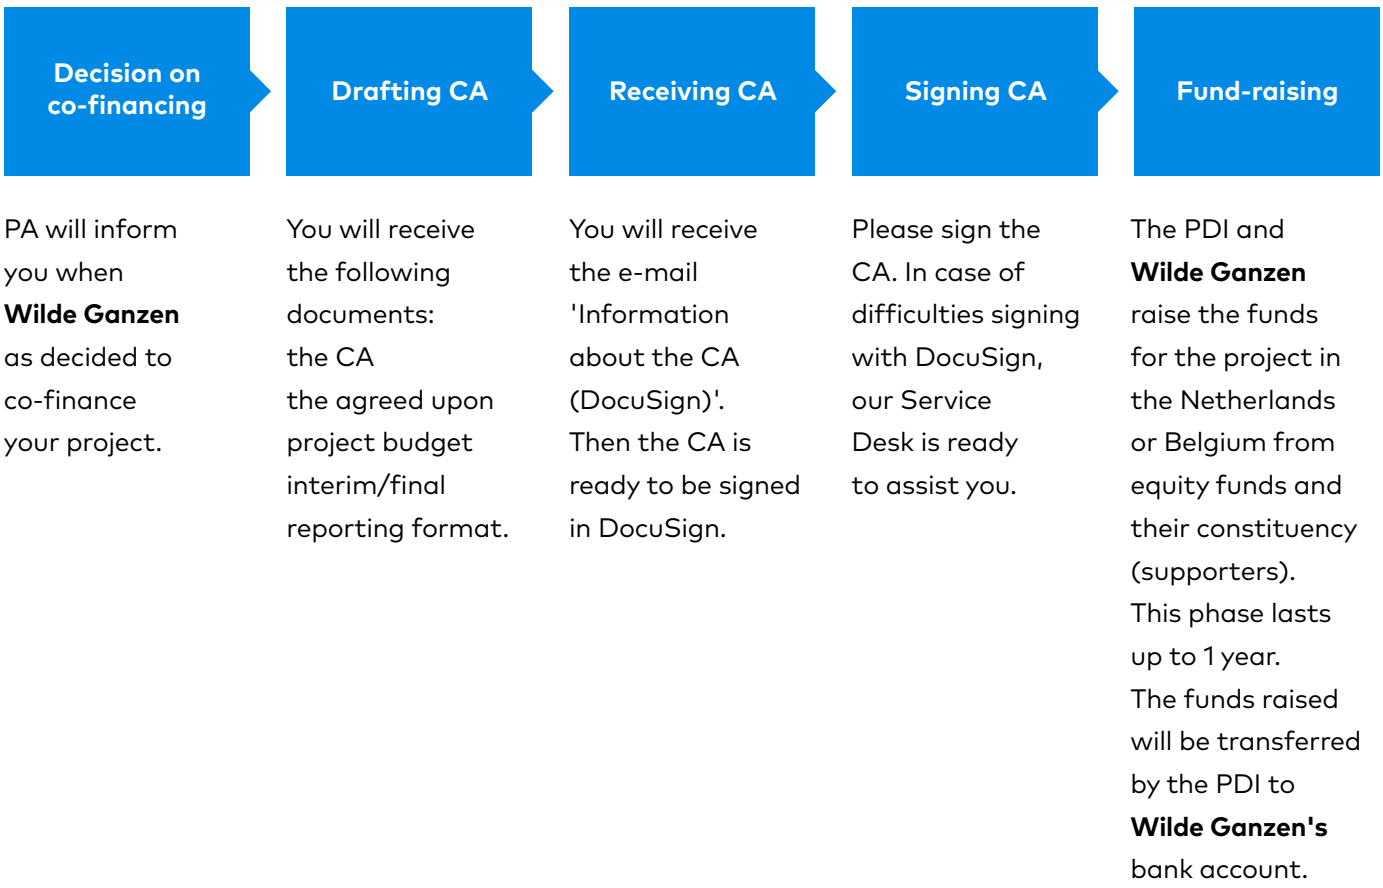 Decision on
co-financing
Drafting CA
Receiving CA
Signing CA
Fund-raising
PA will inform
you when
Wilde Ganzen
as decided to
co-finance
your project.
You will receive
the following
documents:
the CA
the agreed upon
project budget
interim/final
reporting format.
You will receive
the e-mail
'Information
about the CA
(DocuSign)'.
Then the CA is
ready to be signed
in DocuSign.
Please sign the
CA. In case of
difficulties signing
with DocuSign,
our Service
Desk is ready
to assist you.
The PDI and
Wilde Ganzen
raise the funds
for the project in
the Netherlands
or Belgium from
equity funds and
their constituency
(supporters).
This phase lasts
up to 1 year.
The funds raised
will be transferred
by the PDI to
Wilde Ganzen's
bank account.